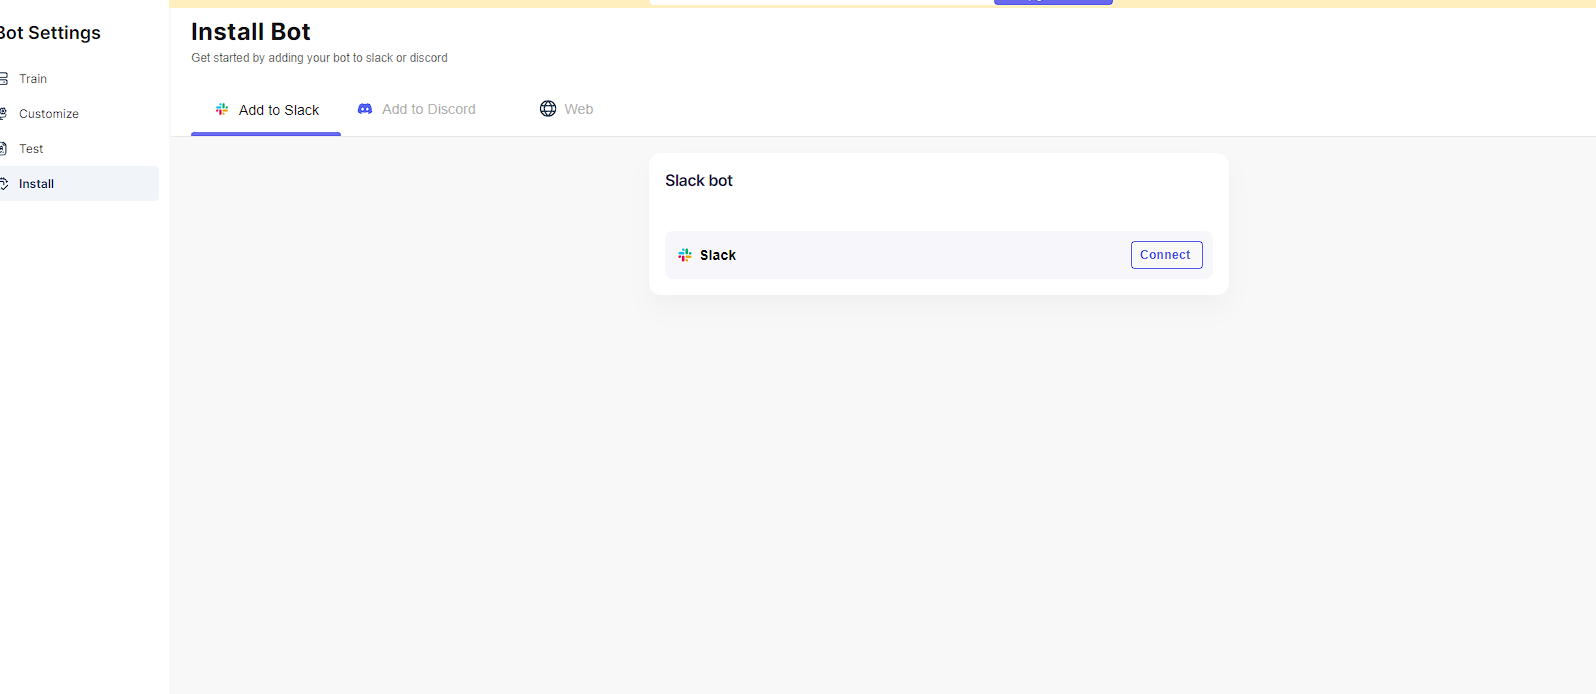 Bot Settings
Train
Customize
Test
Install
Install Bot
Get started by adding your bot to slack or discord
Add to Slack
Add to Discord
Web
Slack bot
Slack
Connect